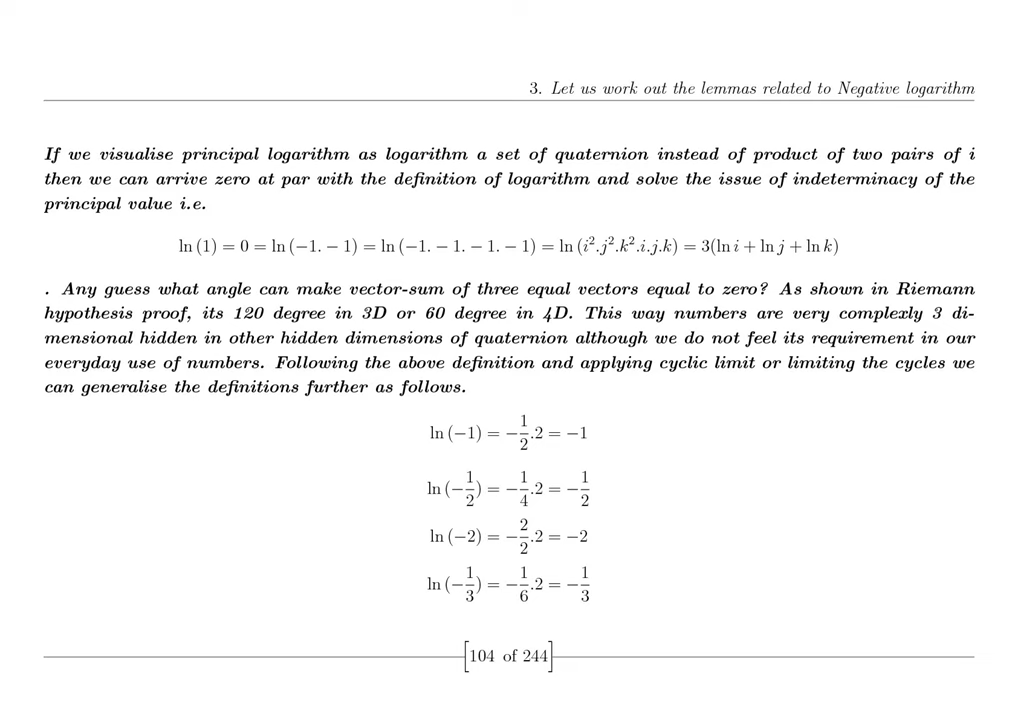 3. Let us work out the lemmas related to Negative logarithm
If we visualise principal logarithm as logarithm a set of quaternion instead of product of two pairs of i
then we can arrive zero at par with the definition of logarithm and solve the issue of indeterminacy of the
principal value i.e.
ln (1) = 0 = ln (−1. − 1) = ln (−1. − 1. − 1. − 1) = ln (i².j².k².i.j.k) = 3(ln i + ln j + ln k)
. Any guess what angle can make vector-sum of three equal vectors equal to zero? As shown in Riemann
hypothesis proof, its 120 degree in 3D or 60 degree in 4D. This way numbers are very complexly 3 di-
mensional hidden in other hidden dimensions of quaternion although we do not feel its requirement in our
everyday use of numbers. Following the above definition and applying cyclic limit or limiting the cycles we
can generalise the definitions further as follows.
ln (−1) = −1/2.2 = −1
ln (−1/2) = −1/4.2 = −1/2
ln (−2) = −2/2.2 = −2
ln (−1/3) = −1/6.2 = −1/3
[104 of 244]